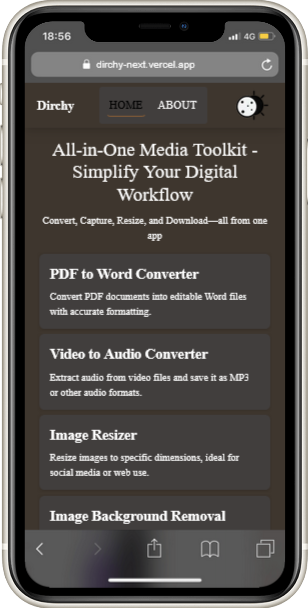 18:56
4G
dirchy-next.vercel.app
Dirchy
HOME
ABOUT
All-in-One Media Toolkit -
Simplify Your Digital
Workflow
Convert, Capture, Resize, and Download—all from one
app
PDF to Word Converter
Convert PDF documents into editable Word files
with accurate formatting.
Video to Audio Converter
Extract audio from video files and save it as MP3
or other audio formats.
Image Resizer
Resize images to specific dimensions, ideal for
social media or web use.
Image Background Removal